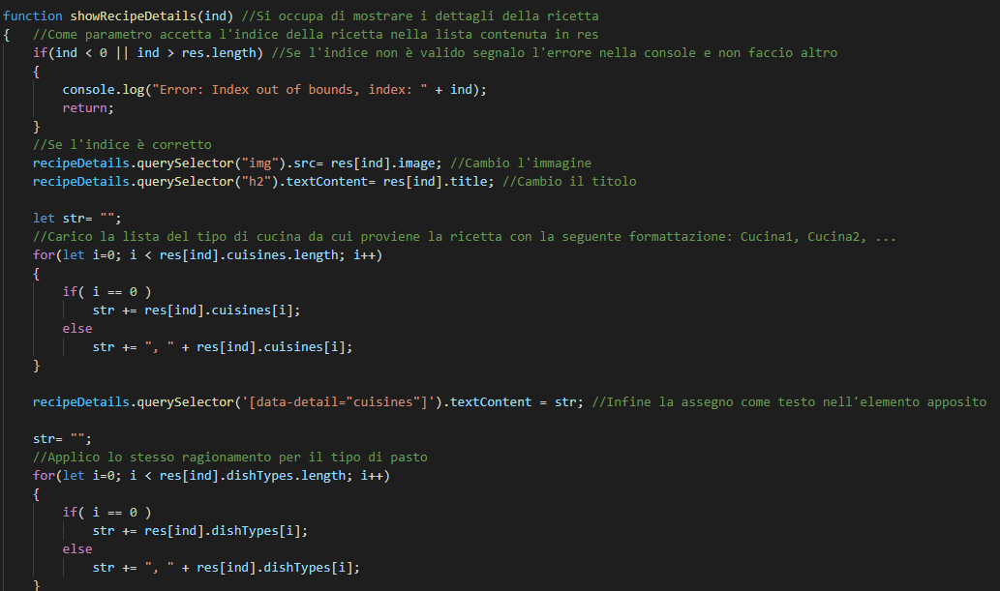 function showRecipeDetails(ind) //Si occupa di mostrare i dettagli della ricetta
{   //Come parametro accetta l'indice della ricetta nella lista contenuta in res
    if(ind < 0 || ind > res.length) //Se l'indice non è valido segnalo l'errore nella console e non faccio altro
    {
        console.log("Error: Index out of bounds, index: " + ind);
        return;
    }
    //Se l'indice è corretto
    recipeDetails.querySelector("img").src= res[ind].image; //Cambio l'immagine
    recipeDetails.querySelector("h2").textContent= res[ind].title; //Cambio il titolo

    let str= "";
    //Carico la lista del tipo di cucina da cui proviene la ricetta con la seguente formattazione: Cucina1, Cucina2, ...
    for(let i=0; i < res[ind].cuisines.length; i++)
    {
        if( i == 0 )
            str += res[ind].cuisines[i];
        else
            str += ", " + res[ind].cuisines[i];
    }

    recipeDetails.querySelector('[data-detail="cuisines"]').textContent = str; //Infine la assegno come testo nell'elemento apposito

    str= "";
    //Applico lo stesso ragionamento per il tipo di pasto
    for(let i=0; i < res[ind].dishTypes.length; i++)
    {
        if( i == 0 )
            str += res[ind].dishTypes[i];
        else
            str += ", " + res[ind].dishTypes[i];
    }